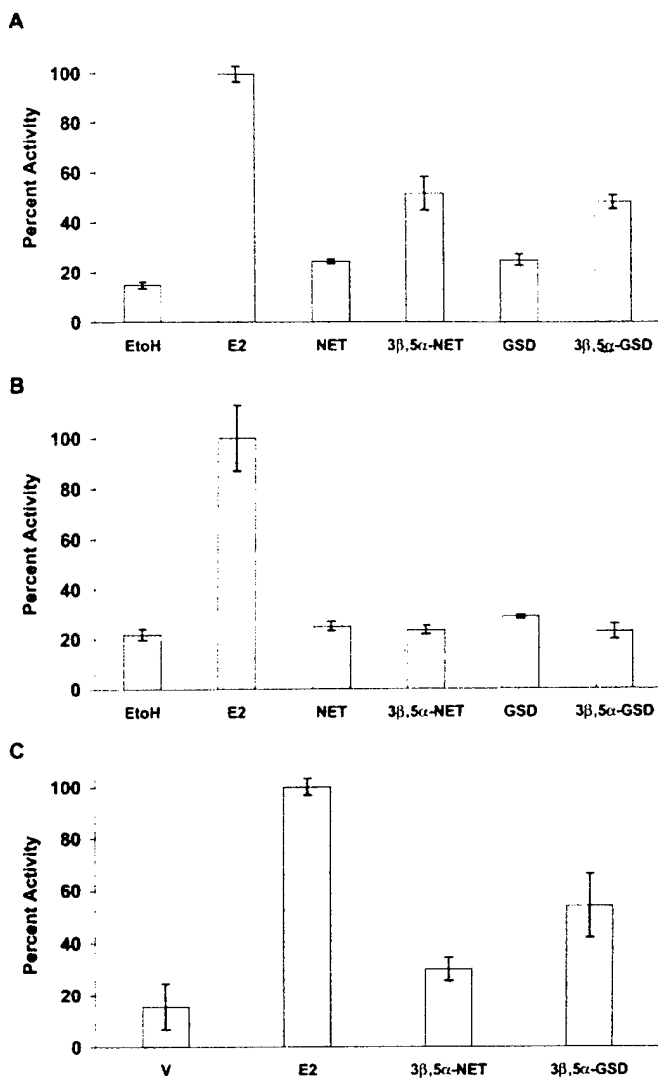 A
Percent Activity
100
80
60
40
20
0
EtoH E2 NET 3β,5α-NET GSD 3β,5α-GSD
B
Percent Activity
100
80
60
40
20
0
EtoH E2 NET 3β,5α-NET GSD 3β,5α-GSD
C
Percent Activity
100
80
60
40
20
0
V E2 3β,5α-NET 3β,5α-GSD